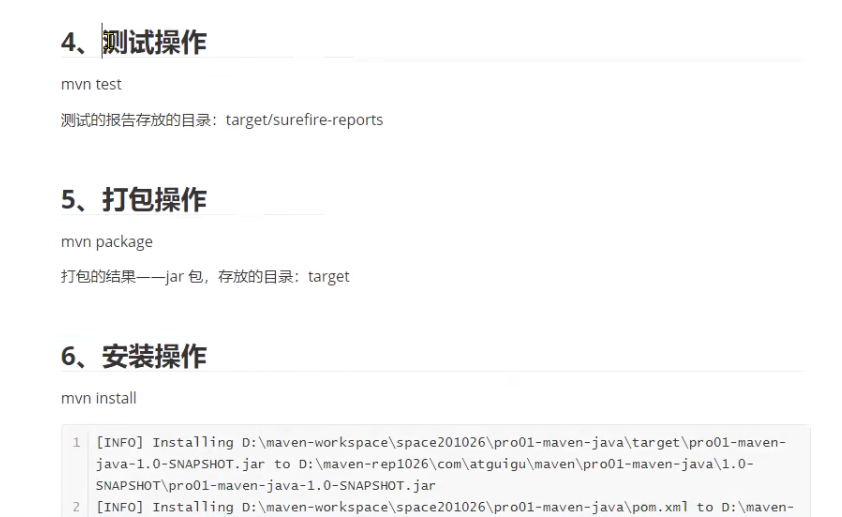 4、测试操作
mvn test
测试的报告存放的目录：target/surefire-reports
5、打包操作
mvn package
打包的结果——jar 包，存放的目录：target
6、安装操作
mvn install
1 [INFO] Installing D:\maven-workspace\space201026\pro01-maven-java\target\pro01-maven-
java-1.0-SNAPSHOT.jar to D:\maven-rep1026\com\atguigu\maven\pro01-maven-java\1.0-
SNAPSHOT\pro01-maven-java-1.0-SNAPSHOT.jar
2 [INFO] Installing D:\maven-workspace\space201026\pro01-maven-java\pom.xml to D:\maven-